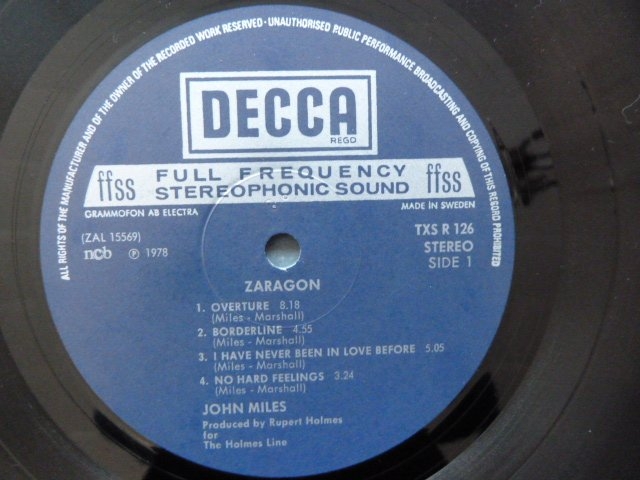 ALL RIGHTS OF THE MANUFACTURER AND OF THE OWNER OF THE RECORDED WORK RESERVED · UNAUTHORISED PUBLIC PERFORMANCE BROADCASTING AND COPYING OF THIS RECORD PROHIBITED
DECCA
REGD
ffss FULL FREQUENCY STEREOPHONIC SOUND ffss
GRAMMOFON AB ELECTRA
MADE IN SWEDEN
(ZAL 15569)
TXS R 126
ncb ℗ 1978
STEREO
SIDE 1
ZARAGON
1. OVERTURE 8.18
(Miles - Marshall)
2. BORDERLINE 4.55
(Miles - Marshall)
3. I HAVE NEVER BEEN IN LOVE BEFORE 5.05
(Miles - Marshall)
4. NO HARD FEELINGS 3.24
(Miles - Marshall)
JOHN MILES
Produced by Rupert Holmes
for
The Holmes Line